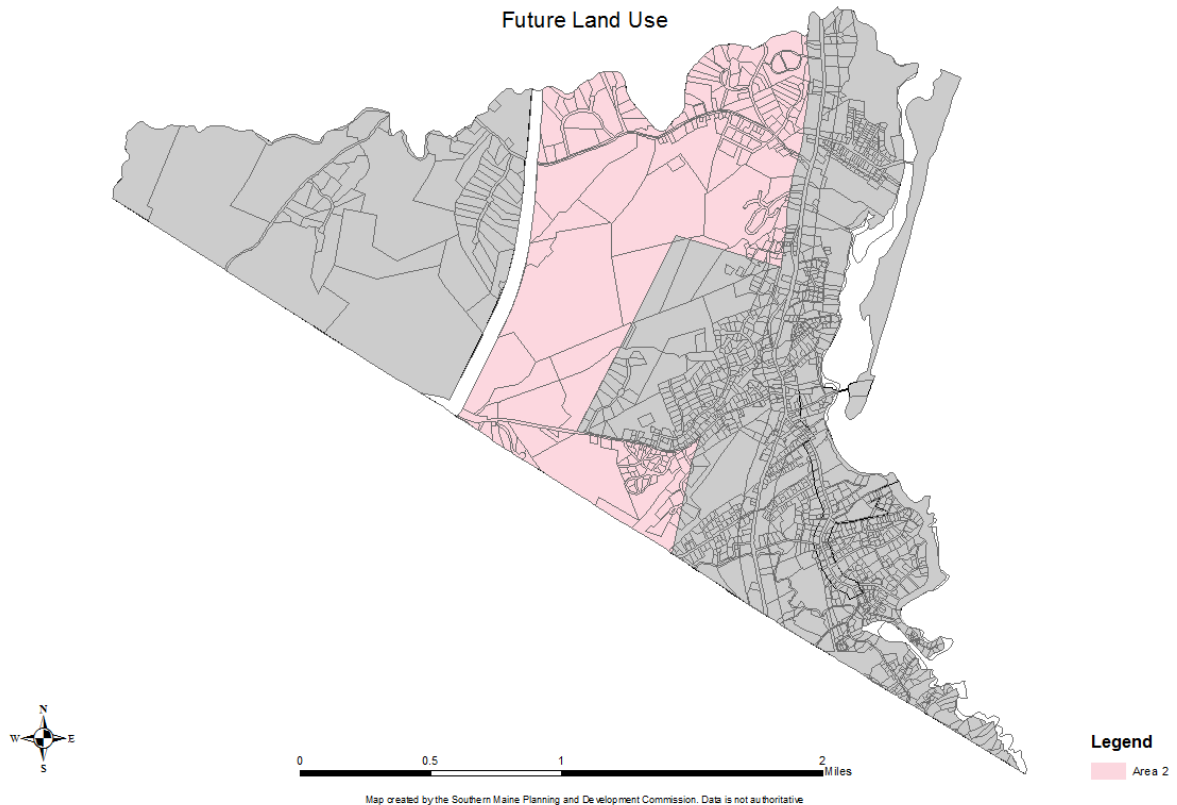 Future Land Use
N
W E
S
0 0.5 1 2
Miles
Legend
Area 2
Map created by the Southern Maine Planning and Development Commission. Data is not authoritative